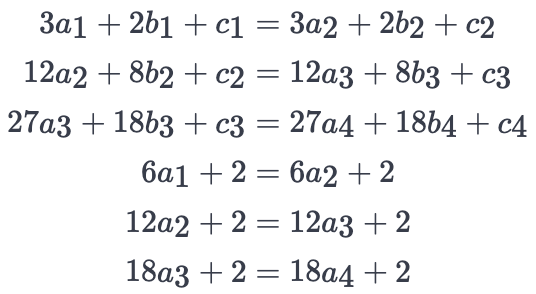 3a1 + 2b1 + c1 = 3a2 + 2b2 + c2
12a2 + 8b2 + c2 = 12a3 + 8b3 + c3
27a3 + 18b3 + c3 = 27a4 + 18b4 + c4
6a1 + 2 = 6a2 + 2
12a2 + 2 = 12a3 + 2
18a3 + 2 = 18a4 + 2